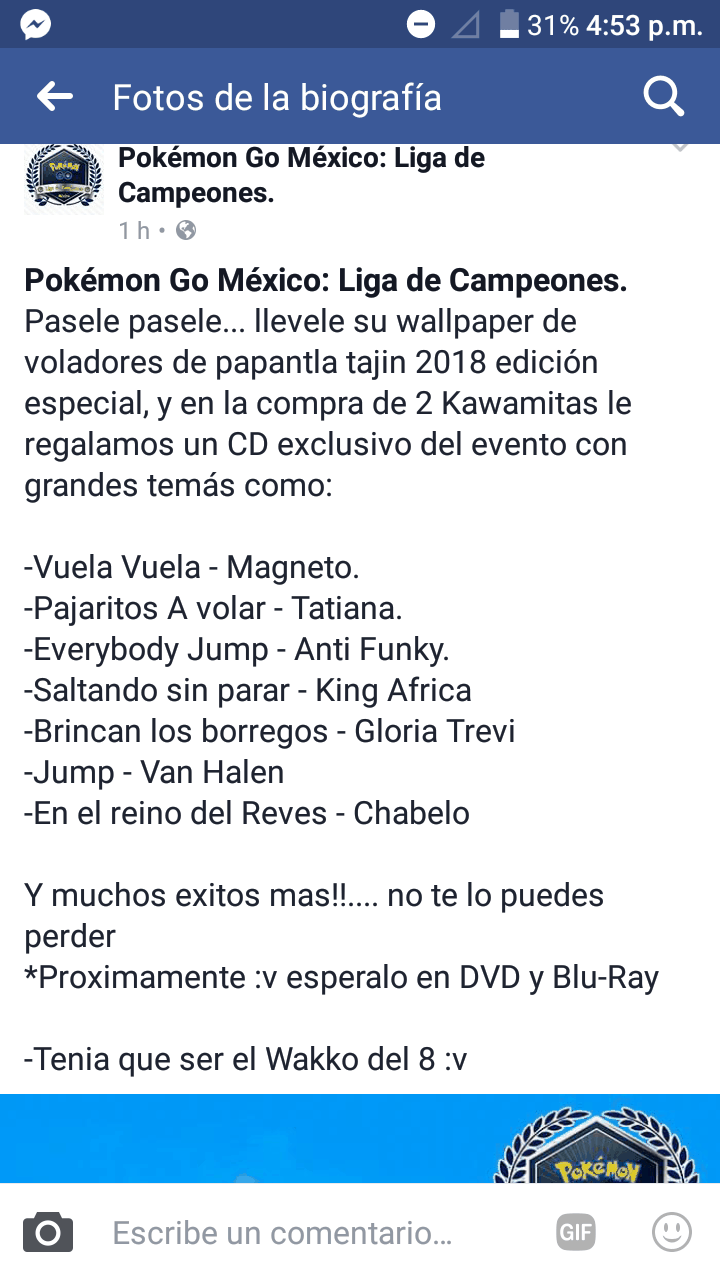 31% 4:53 p.m.
Fotos de la biografía
Pokémon Go México: Liga de
Campeones.
1 h •
Pokémon Go México: Liga de Campeones.
Pasele pasele... llevele su wallpaper de
voladores de papantla tajin 2018 edición
especial, y en la compra de 2 Kawamitas le
regalamos un CD exclusivo del evento con
grandes temás como:
-Vuela Vuela - Magneto.
-Pajaritos A volar - Tatiana.
-Everybody Jump - Anti Funky.
-Saltando sin parar - King Africa
-Brincan los borregos - Gloria Trevi
-Jump - Van Halen
-En el reino del Reves - Chabelo
Y muchos exitos mas!!.... no te lo puedes
perder
*Proximamente :v esperalo en DVD y Blu-Ray
-Tenia que ser el Wakko del 8 :v
POKéMON
Escribe un comentario...
GIF